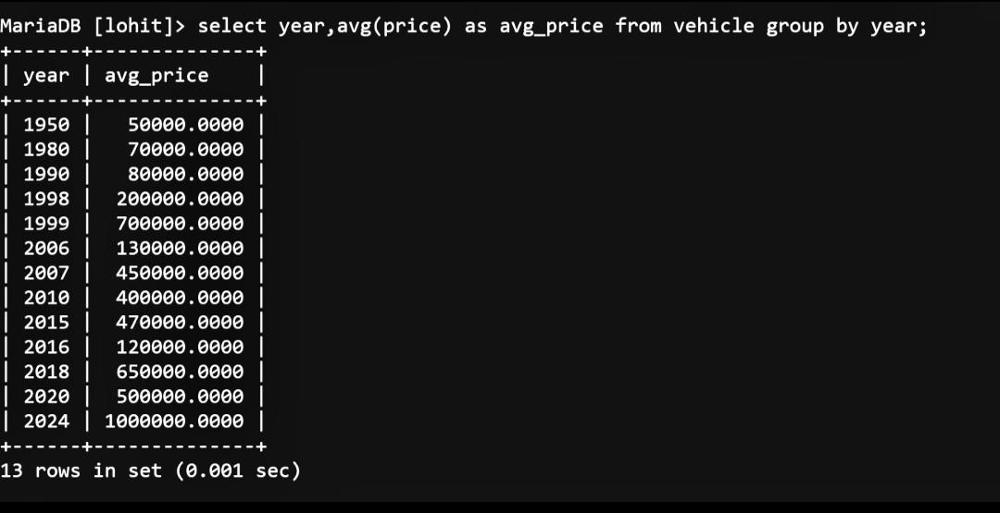 MariaDB [lohit]> select year,avg(price) as avg_price from vehicle group by year;
+------+--------------+
| year | avg_price    |
+------+--------------+
| 1950 |   50000.0000 |
| 1980 |   70000.0000 |
| 1990 |   80000.0000 |
| 1998 |  200000.0000 |
| 1999 |  700000.0000 |
| 2006 |  130000.0000 |
| 2007 |  450000.0000 |
| 2010 |  400000.0000 |
| 2015 |  470000.0000 |
| 2016 |  120000.0000 |
| 2018 |  650000.0000 |
| 2020 |  500000.0000 |
| 2024 | 1000000.0000 |
+------+--------------+
13 rows in set (0.001 sec)